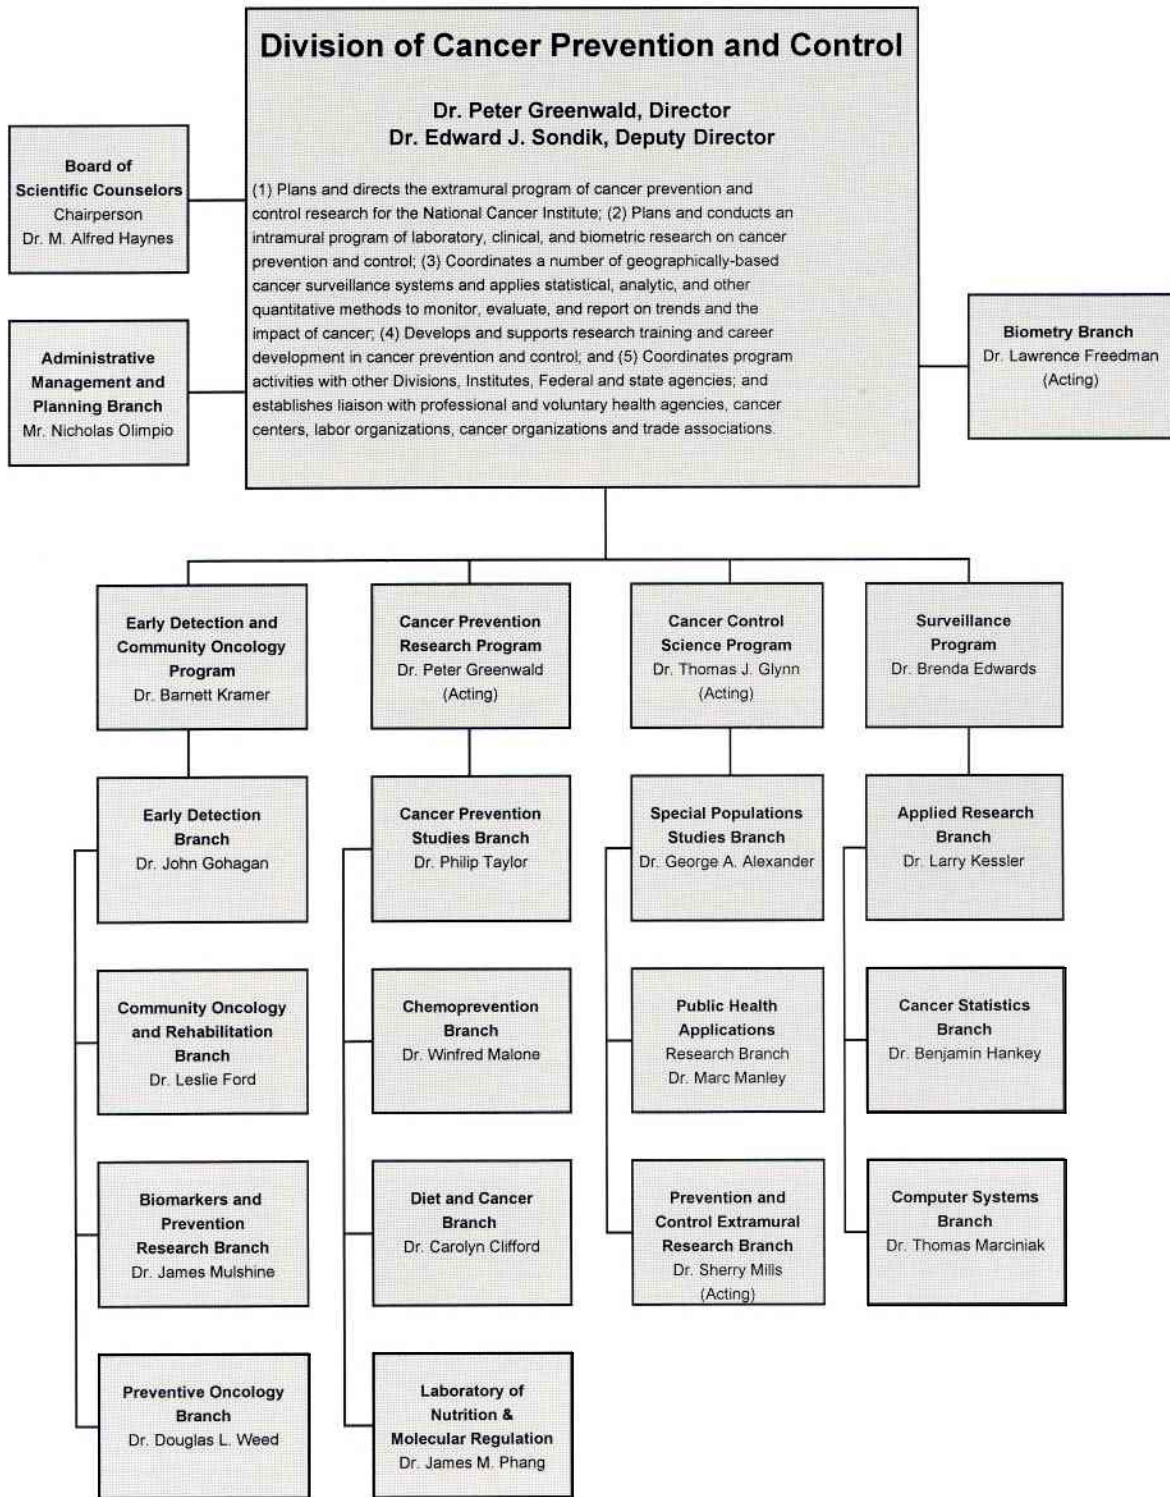 Division of Cancer Prevention and Control
Dr. Peter Greenwald, Director
Dr. Edward J. Sondik, Deputy Director
(1) Plans and directs the extramural program of cancer prevention and
control research for the National Cancer Institute; (2) Plans and conducts an
intramural program of laboratory, clinical, and biometric research on cancer
prevention and control; (3) Coordinates a number of geographically-based
cancer surveillance systems and applies statistical, analytic, and other
quantitative methods to monitor, evaluate, and report on trends and the
impact of cancer; (4) Develops and supports research training and career
development in cancer prevention and control; and (5) Coordinates program
activities with other Divisions, Institutes, Federal and state agencies; and
establishes liaison with professional and voluntary health agencies, cancer
centers, labor organizations, cancer organizations and trade associations.
Board of
Scientific Counselors
Chairperson
Dr. M. Alfred Haynes
Administrative
Management and
Planning Branch
Mr. Nicholas Olimpio
Biometry Branch
Dr. Lawrence Freedman
(Acting)
Early Detection and
Community Oncology
Program
Dr. Barnett Kramer
Cancer Prevention
Research Program
Dr. Peter Greenwald
(Acting)
Cancer Control
Science Program
Dr. Thomas J. Glynn
(Acting)
Surveillance
Program
Dr. Brenda Edwards
Early Detection
Branch
Dr. John Gohagan
Cancer Prevention
Studies Branch
Dr. Philip Taylor
Special Populations
Studies Branch
Dr. George A. Alexander
Applied Research
Branch
Dr. Larry Kessler
Community Oncology
and Rehabilitation
Branch
Dr. Leslie Ford
Chemoprevention
Branch
Dr. Winfred Malone
Public Health
Applications
Research Branch
Dr. Marc Manley
Cancer Statistics
Branch
Dr. Benjamin Hankey
Biomarkers and
Prevention
Research Branch
Dr. James Mulshine
Diet and Cancer
Branch
Dr. Carolyn Clifford
Prevention and
Control Extramural
Research Branch
Dr. Sherry Mills
(Acting)
Computer Systems
Branch
Dr. Thomas Marciniak
Preventive Oncology
Branch
Dr. Douglas L. Weed
Laboratory of
Nutrition &
Molecular Regulation
Dr. James M. Phang